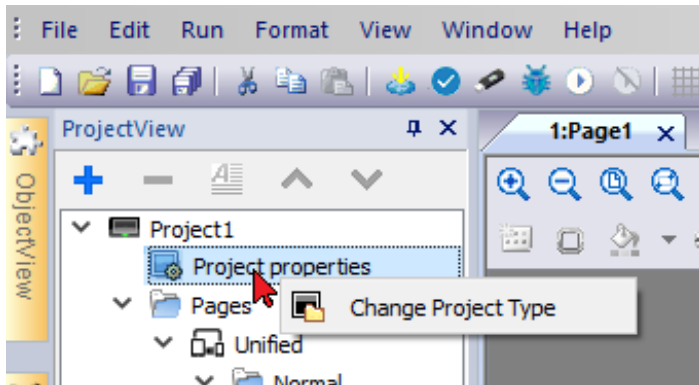 File Edit Run Format View Window Help
ProjectView
1:Page1
ObjectView
Project1
Project properties
Pages
Change Project Type
Unified
Normal